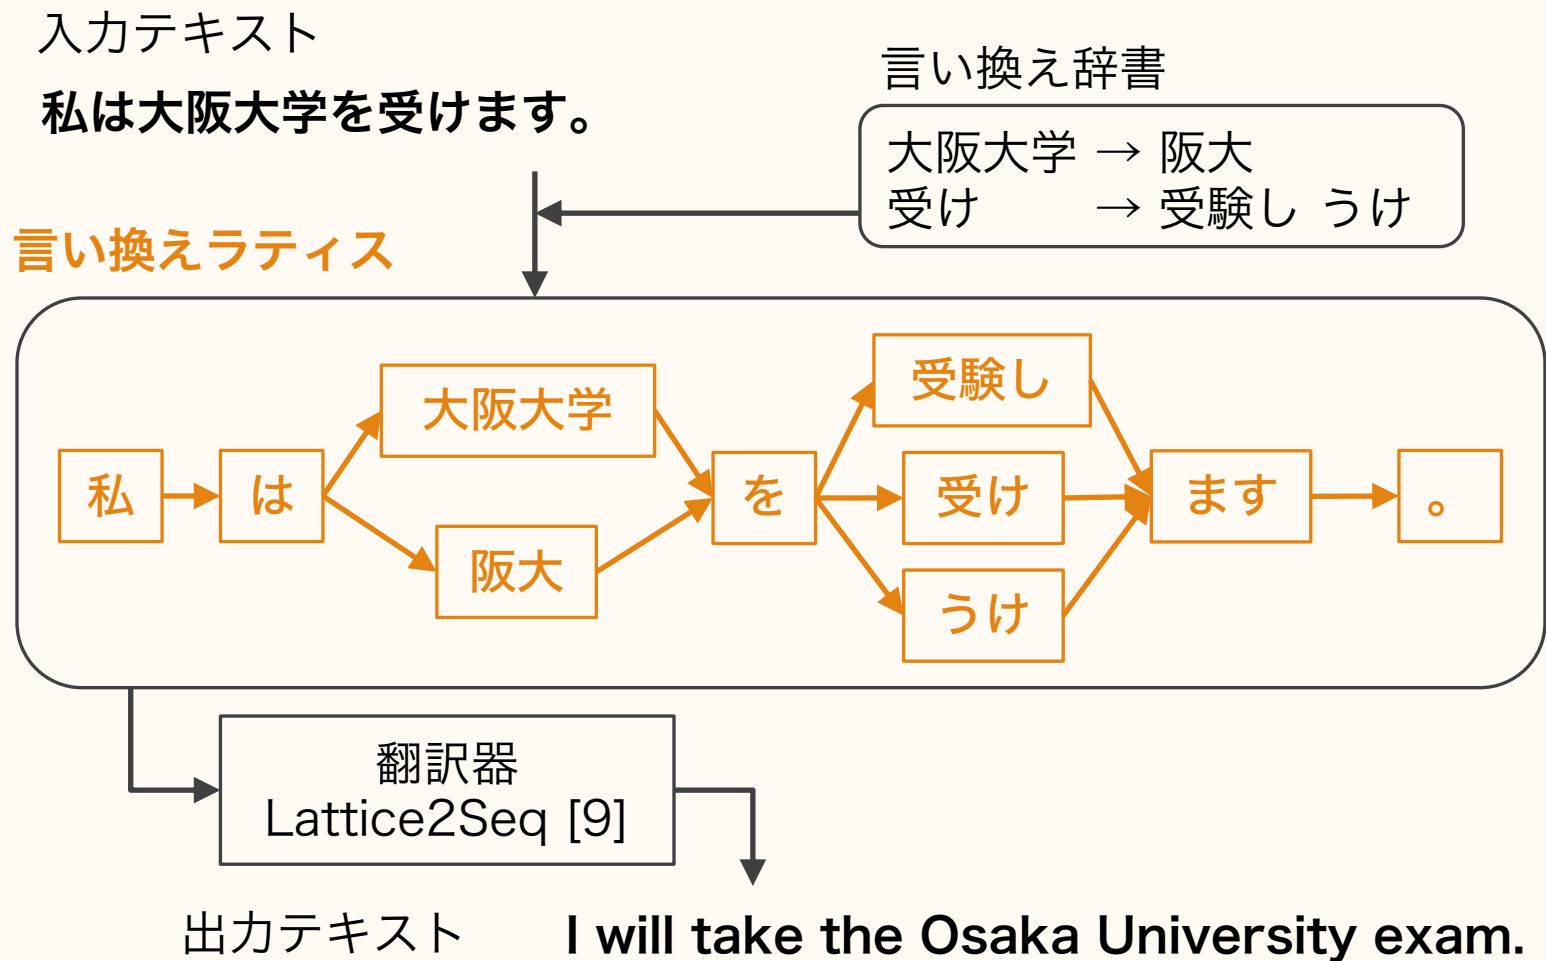 入力テキスト
私は大阪大学を受けます。
言い換え辞書
大阪大学 → 阪大
受け → 受験し うけ
言い換えラティス
私
は
大阪大学
阪大
を
受験し
受け
うけ
ます
。
翻訳器
Lattice2Seq [9]
出力テキスト
I will take the Osaka University exam.